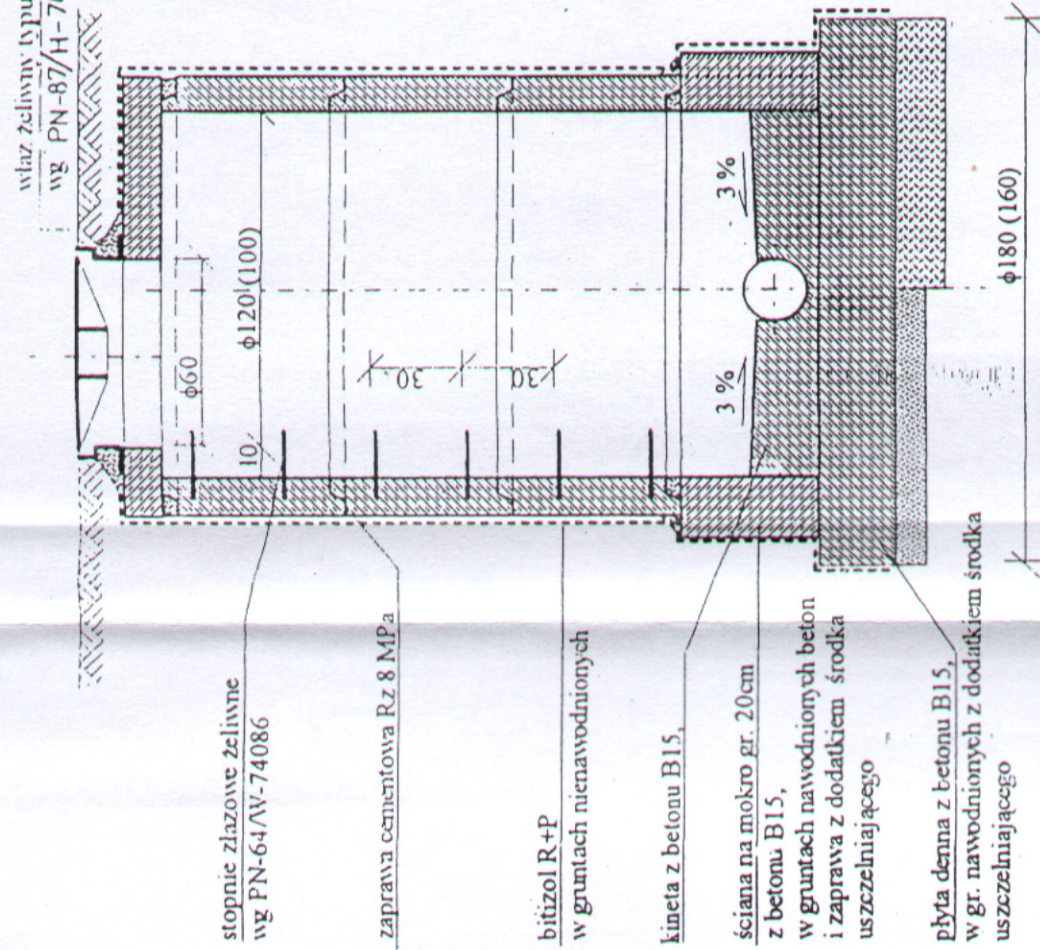 właz żeliwny typu
wg PN-87/H-74
ϕ60
10
ϕ120 (100)
30
30
3 %
3 %
ϕ180 (160)
stopnie złazowe żeliwne
wg PN-64/W-74086
zaprawa cementowa Rz 8 MPa
bitizol R+P
w gruntach nienawodnionych
kineta z betonu B15,
ściana na mokro gr. 20cm
z betonu B15,
w gruntach nawodnionych beton
i zaprawa z dodatkiem środka
uszczelniającego
płyta denna z betonu B15,
w gr. nawodnionych z dodatkiem środka
uszczelniającego